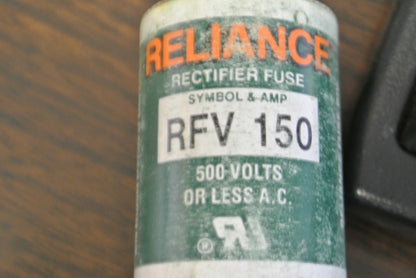 RELIANCE
RECTIFIER FUSE
SYMBOL & AMP
RFV 150
500 VOLTS
OR LESS A.C.
®